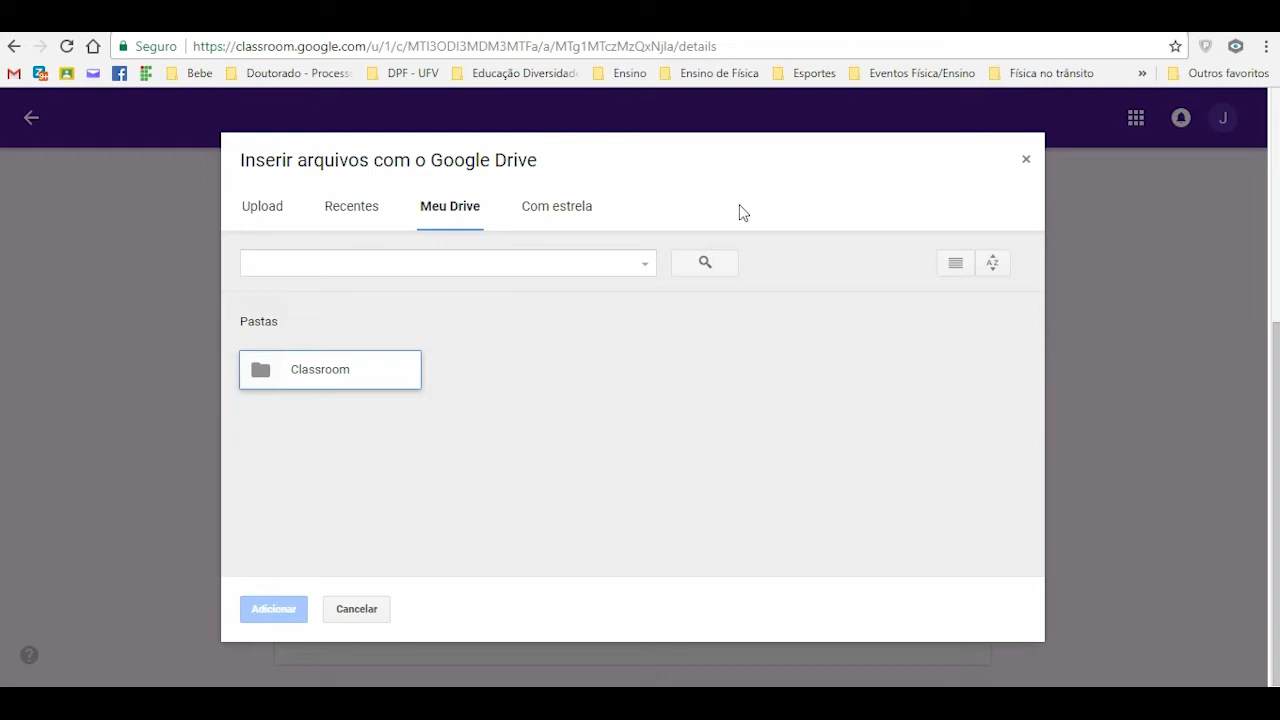 Seguro https://classroom.google.com/u/1/c/MTI3ODI3MDM3MTFa/a/MTg1MTczMzQxNjIa/details
Bebe Doutorado - Process DPF - UFV Educação Diversidad Ensino Ensino de Física Esportes Eventos Física/Ensino Física no trânsito » Outros favoritos
J
Inserir arquivos com o Google Drive ×
Upload Recentes Meu Drive Com estrela
AZ
Pastas
Classroom
Adicionar Cancelar
?